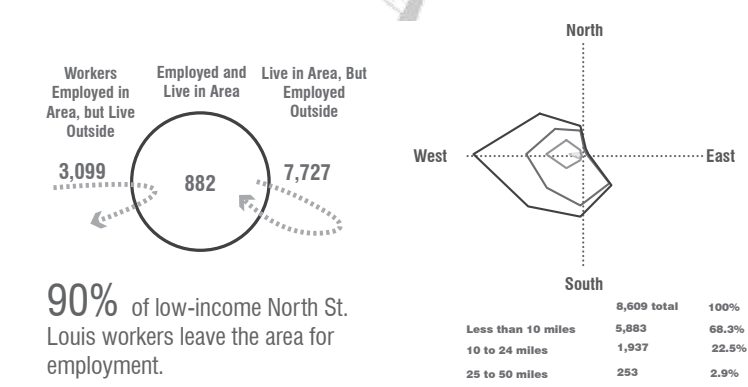 Workers
Employed in
Area, but Live
Outside
Employed and
Live in Area
Live in Area, But
Employed
Outside
3,099
882
7,727
90% of low-income North St.
Louis workers leave the area for
employment.
North
West
East
South
8,609 total 100%
Less than 10 miles 5,883 68.3%
10 to 24 miles 1,937 22.5%
25 to 50 miles 253 2.9%